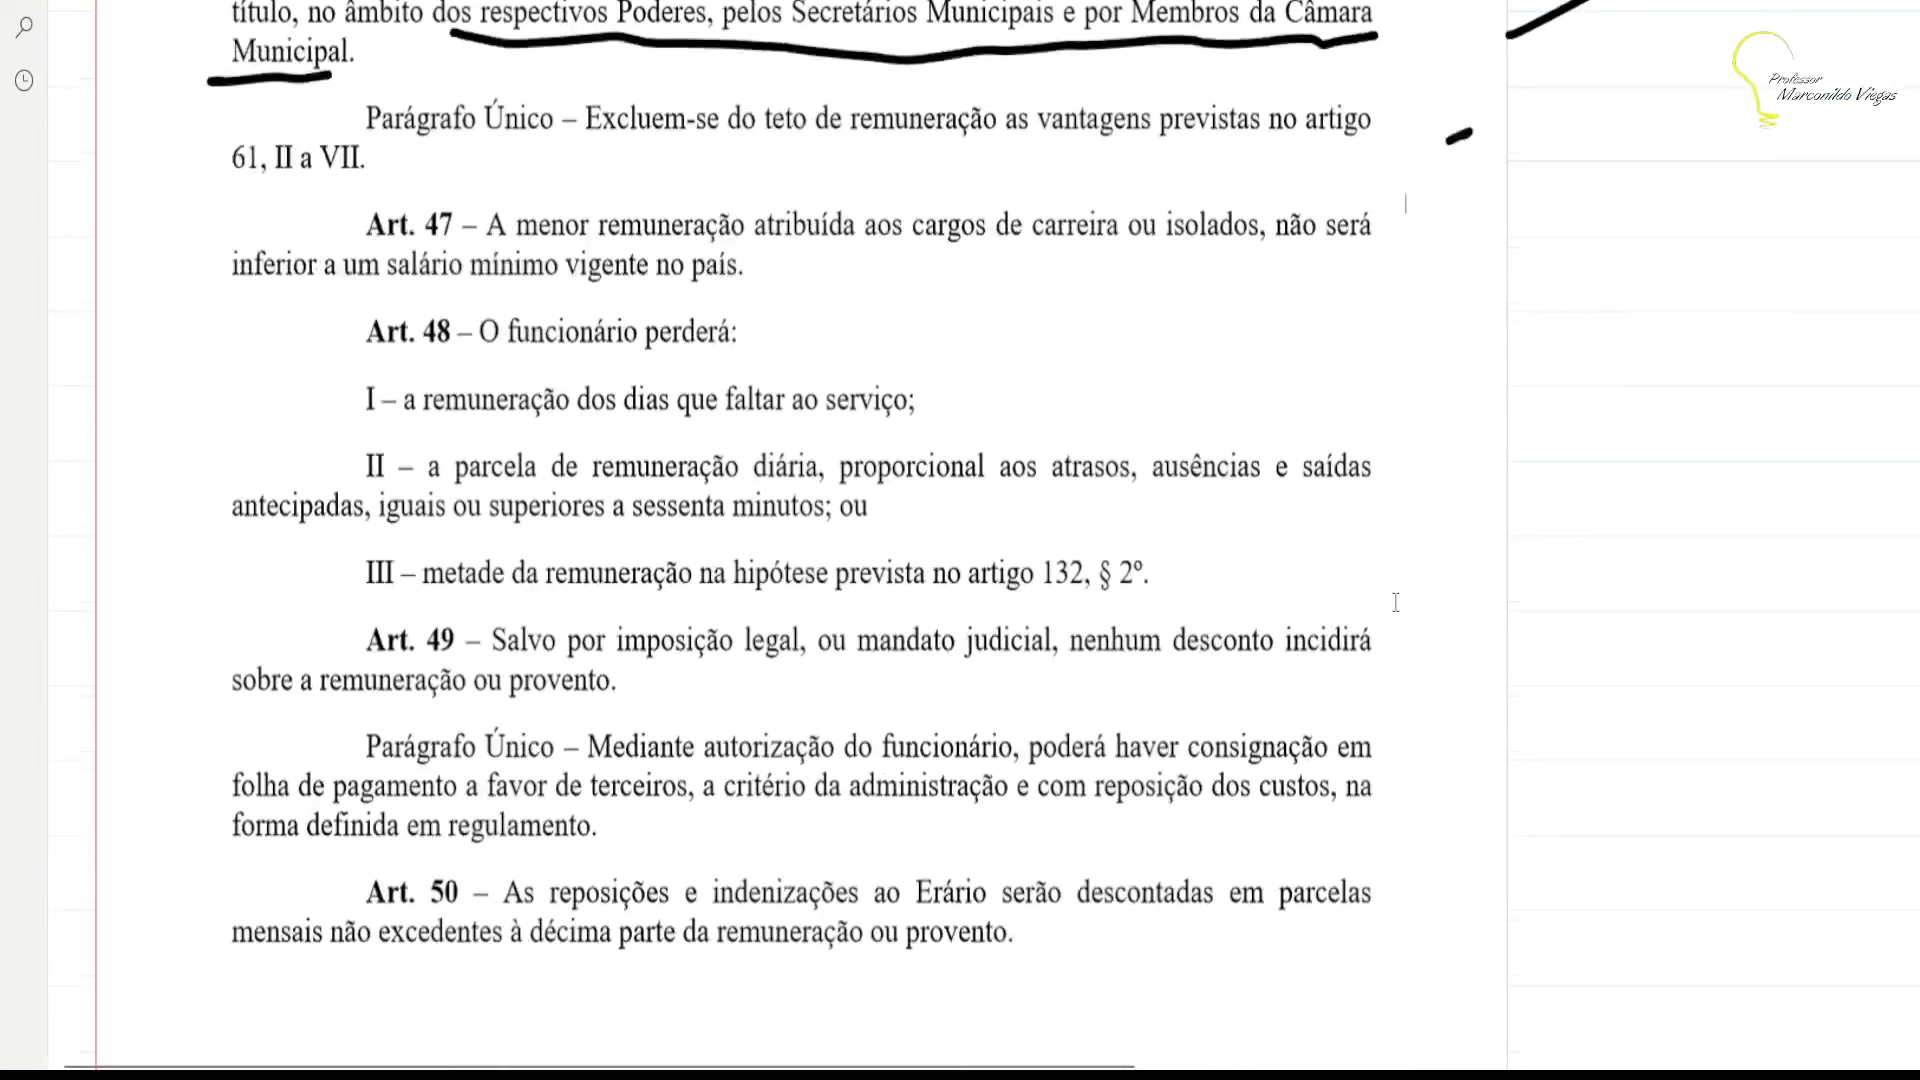 título, no âmbito dos respectivos Poderes, pelos Secretários Municipais e por Membros da Câmara
Municipal.
Professor
Marconildo Viegas
Parágrafo Único – Excluem-se do teto de remuneração as vantagens previstas no artigo
61, II a VII.
Art. 47 – A menor remuneração atribuída aos cargos de carreira ou isolados, não será
inferior a um salário mínimo vigente no país.
Art. 48 – O funcionário perderá:
I – a remuneração dos dias que faltar ao serviço;
II – a parcela de remuneração diária, proporcional aos atrasos, ausências e saídas
antecipadas, iguais ou superiores a sessenta minutos; ou
III – metade da remuneração na hipótese prevista no artigo 132, § 2º.
Art. 49 – Salvo por imposição legal, ou mandato judicial, nenhum desconto incidirá
sobre a remuneração ou provento.
Parágrafo Único – Mediante autorização do funcionário, poderá haver consignação em
folha de pagamento a favor de terceiros, a critério da administração e com reposição dos custos, na
forma definida em regulamento.
Art. 50 – As reposições e indenizações ao Erário serão descontadas em parcelas
mensais não excedentes à décima parte da remuneração ou provento.